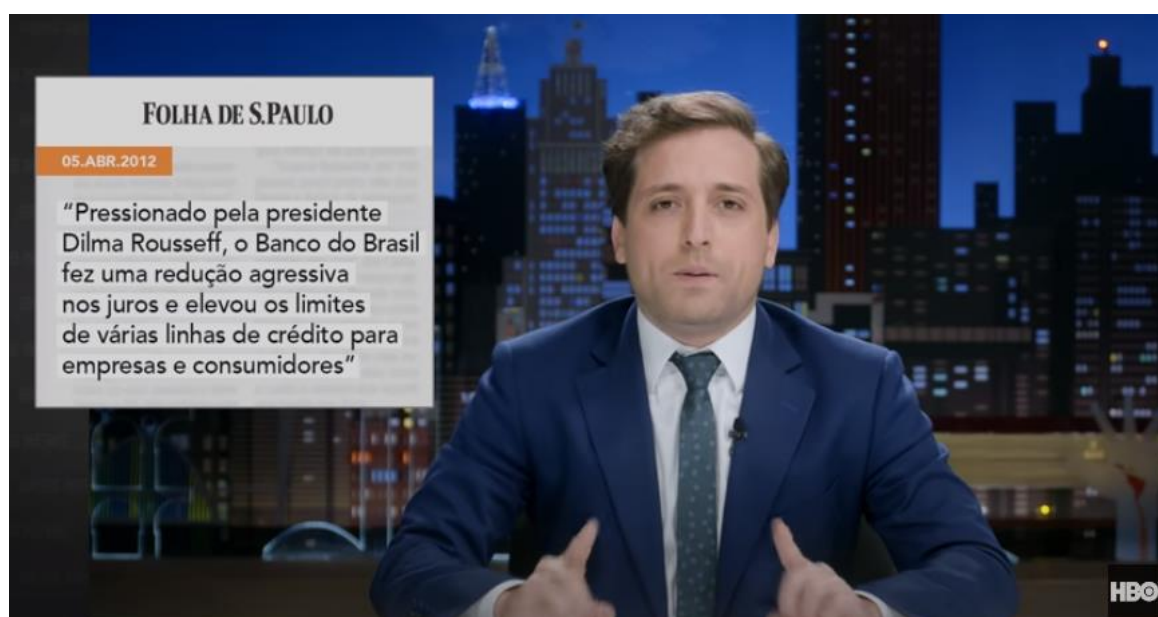 FOLHA DE S.PAULO
05.ABR.2012
“Pressionado pela presidente
Dilma Rousseff, o Banco do Brasil
fez uma redução agressiva
nos juros e elevou os limites
de várias linhas de crédito para
empresas e consumidores”
HBO